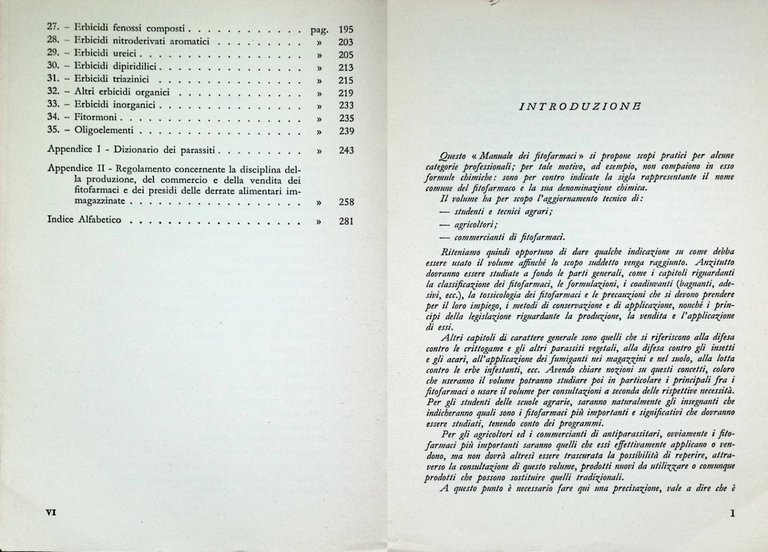 27. – Erbicidi fenossi composti . . . . . . . . . . . . pag. 195
28. – Erbicidi nitroderivati aromatici . . . . . . . . . » 203
29. – Erbicidi ureici . . . . . . . . . . . . . . . . . » 205
30. – Erbicidi dipiridilici . . . . . . . . . . . . . . . » 213
31. – Erbicidi triazinici . . . . . . . . . . . . . . . » 215
32. – Altri erbicidi organici . . . . . . . . . . . . . » 219
33. – Erbicidi inorganici . . . . . . . . . . . . . . . » 233
34. – Fitormoni . . . . . . . . . . . . . . . . . . . » 235
35. – Oligoelementi . . . . . . . . . . . . . . . . . » 239
Appendice I - Dizionario dei parassiti . . . . . . . . . . » 243
Appendice II - Regolamento concernente la disciplina del-
la produzione, del commercio e della vendita dei
fitofarmaci e dei presidi delle derrate alimentari im-
magazzinate . . . . . . . . . . . . . . . . . » 258
Indice Alfabetico . . . . . . . . . . . . . . . . . » 281
VI
INTRODUZIONE
Questo « Manuale dei fitofarmaci » si propone scopi pratici per alcune
categorie professionali; per tale motivo, ad esempio, non compaiono in esso
formule chimiche: sono per contro indicate la sigla rappresentante il nome
comune del fitofarmaco e la sua denominazione chimica.
Il volume ha per scopo l'aggiornamento tecnico di:
— studenti e tecnici agrari;
— agricoltori;
— commercianti di fitofarmaci.
Riteniamo quindi opportuno di dare qualche indicazione su come debba
essere usato il volume affinché lo scopo suddetto venga raggiunto. Anzitutto
dovranno essere studiate a fondo le parti generali, come i capitoli riguardanti
la classificazione dei fitofarmaci, le formulazioni, i coadiuvanti (bagnanti, ade-
sivi, ecc.), la tossicologia dei fitofarmaci e le precauzioni che si devono prendere
per il loro impiego, i metodi di conservazione e di applicazione, nonché i prin-
cipi della legislazione riguardante la produzione, la vendita e l'applicazione
di essi.
Altri capitoli di carattere generale sono quelli che si riferiscono alla difesa
contro le crittogame e gli altri parassiti vegetali, alla difesa contro gli insetti
e gli acari, all'applicazione dei fumiganti nei magazzini e nel suolo, alla lotta
contro le erbe infestanti, ecc. Avendo chiare nozioni su questi concetti, coloro
che useranno il volume potranno studiare poi in particolare i principali fra i
fitofarmaci o usare il volume per consultazioni a seconda delle rispettive necessità.
Per gli studenti delle scuole agrarie, saranno naturalmente gli insegnanti che
indicheranno quali sono i fitofarmaci più importanti e significativi che dovranno
essere studiati, tenendo conto dei programmi.
Per gli agricoltori ed i commercianti di antiparassitari, ovviamente i fito-
farmaci più importanti saranno quelli che essi effettivamente applicano o ven-
dono, ma non dovrà altresì essere trascurata la possibilità di reperire, attra-
verso la consultazione di questo volume, prodotti nuovi da utilizzare o comunque
prodotti che possono sostituire quelli tradizionali.
A questo punto è necessario fare qui una precisazione, vale a dire che è
1